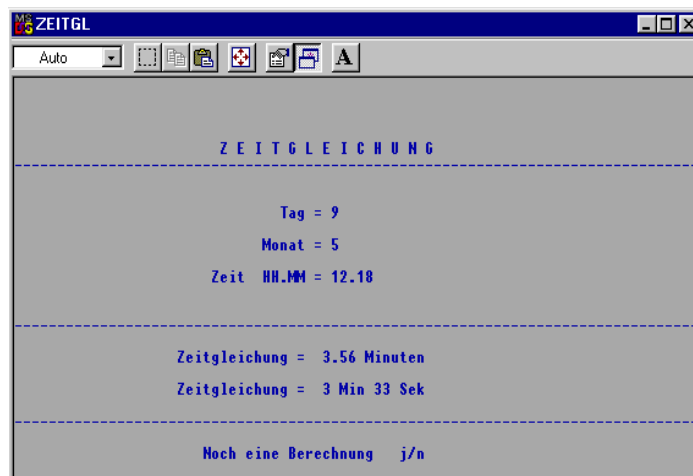 ZEITGL
Auto
A
Z E I T G L E I C H U N G
Tag = 9
Monat = 5
Zeit HH.MM = 12.18
Zeitgleichung = 3.56 Minuten
Zeitgleichung = 3 Min 33 Sek
Noch eine Berechnung j/n